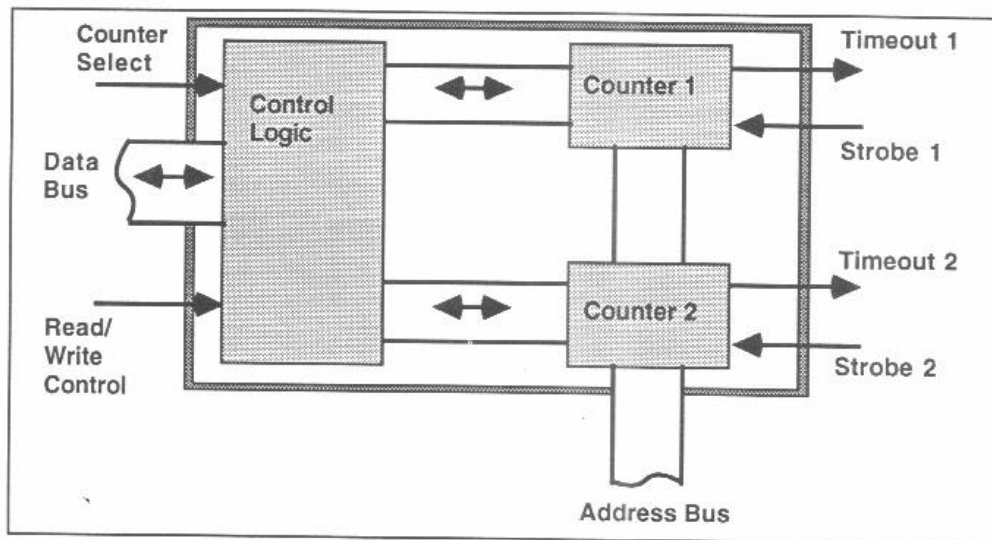 Counter
Select
Control
Logic
Counter 1
Timeout 1
Strobe 1
Data
Bus
Timeout 2
Counter 2
Strobe 2
Read/
Write
Control
Address Bus